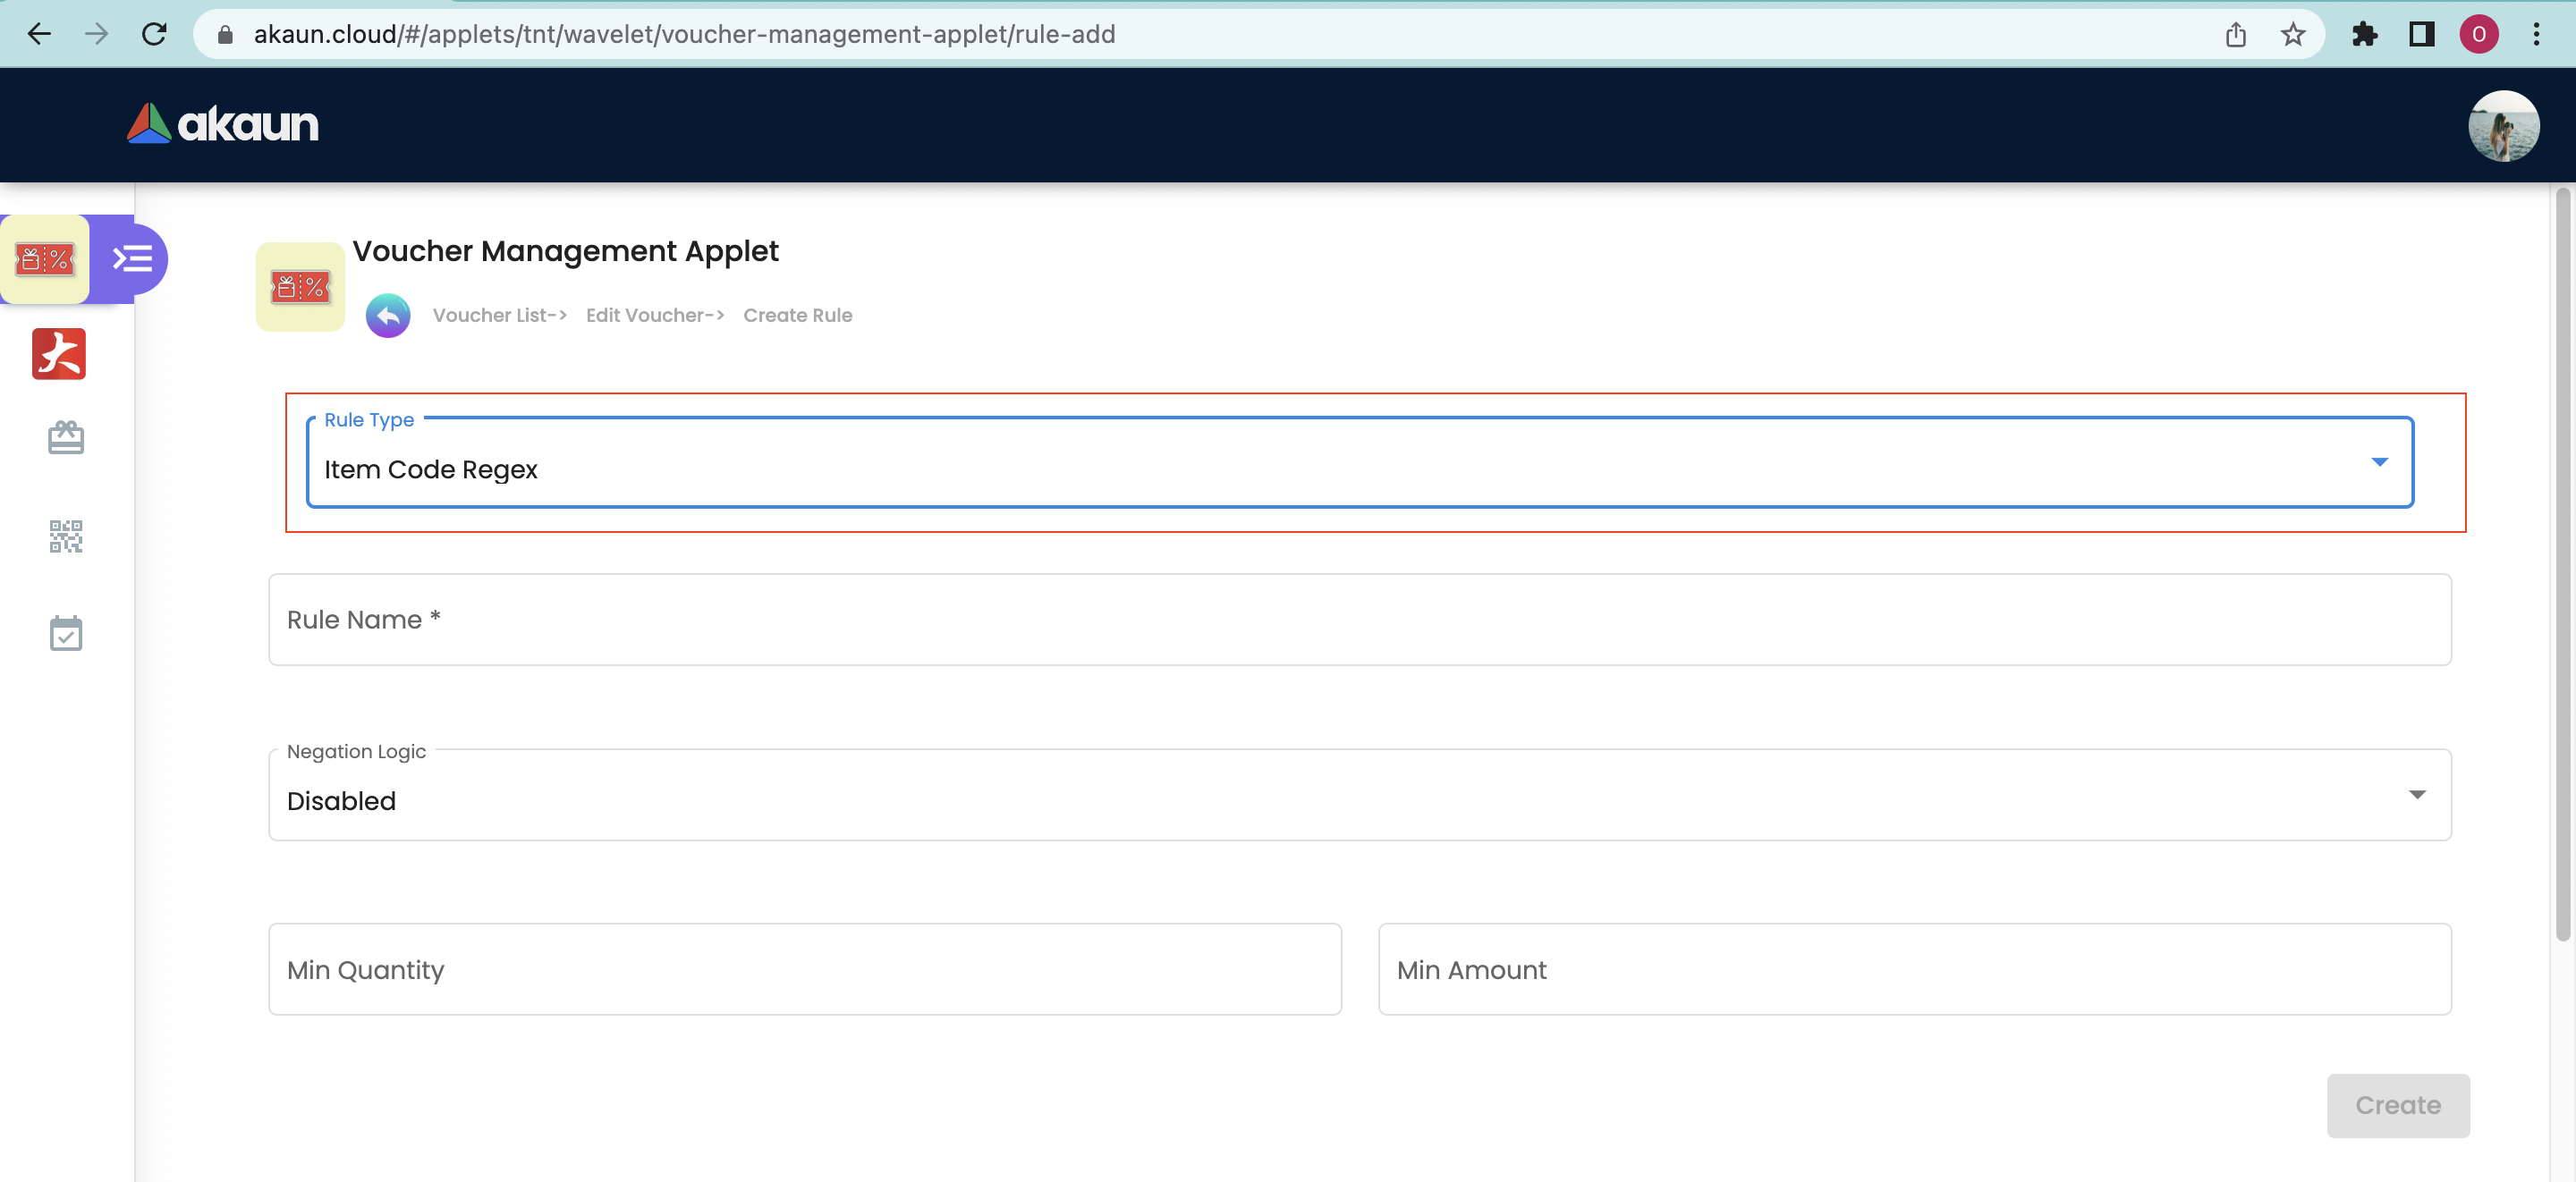 akaun.cloud/#/applets/tnt/wavelet/voucher-management-applet/rule-add
O
akaun
% Voucher Management Applet
%
Voucher List-> Edit Voucher-> Create Rule
Rule Type
Item Code Regex
Rule Name *
Negation Logic
Disabled
Min Quantity Min Amount
Create